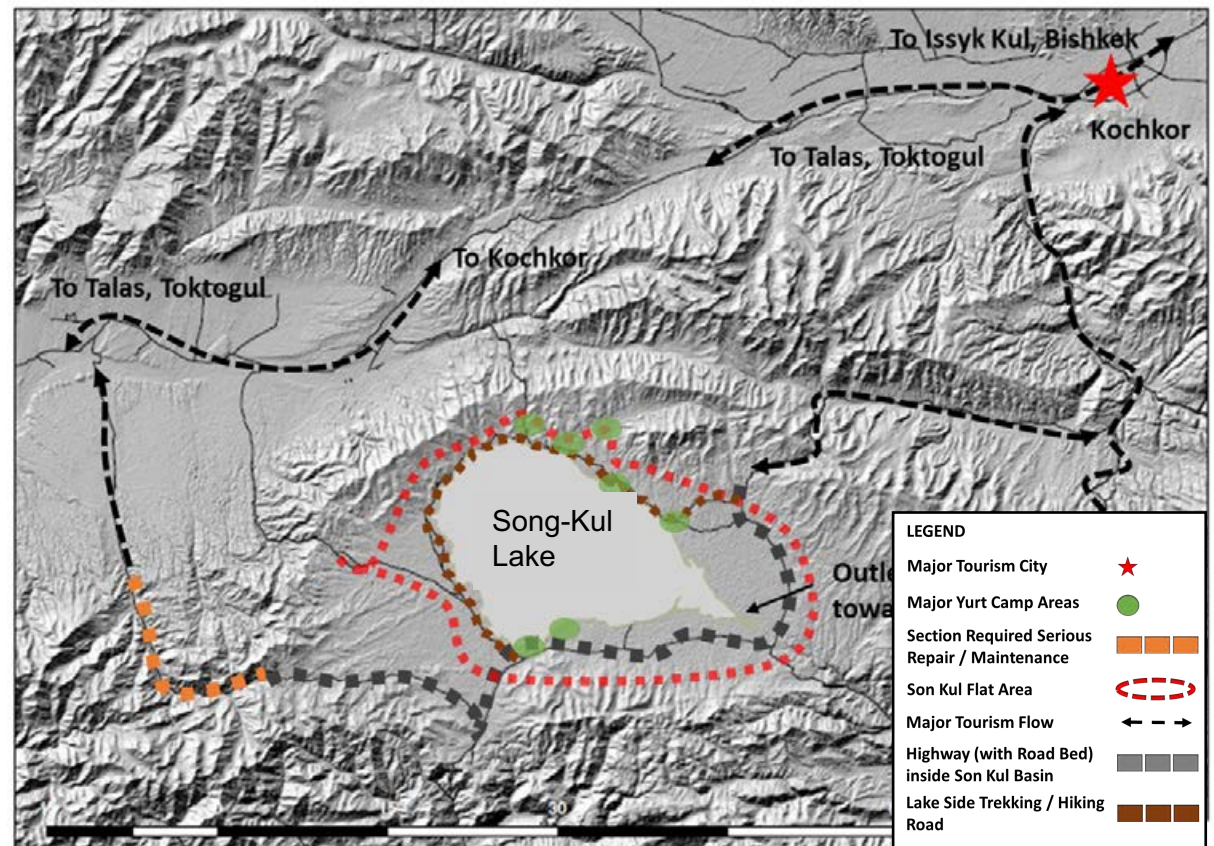 To Issyk Kul, Bishkek
Kochkor
To Talas, Toktogul
To Kochkor
To Talas, Toktogul
Song-Kul
Lake
Outle
towa
LEGEND
Major Tourism City
Major Yurt Camp Areas
Section Required Serious
Repair / Maintenance
Son Kul Flat Area
Major Tourism Flow
Highway (with Road Bed)
inside Son Kul Basin
Lake Side Trekking / Hiking
Road
30